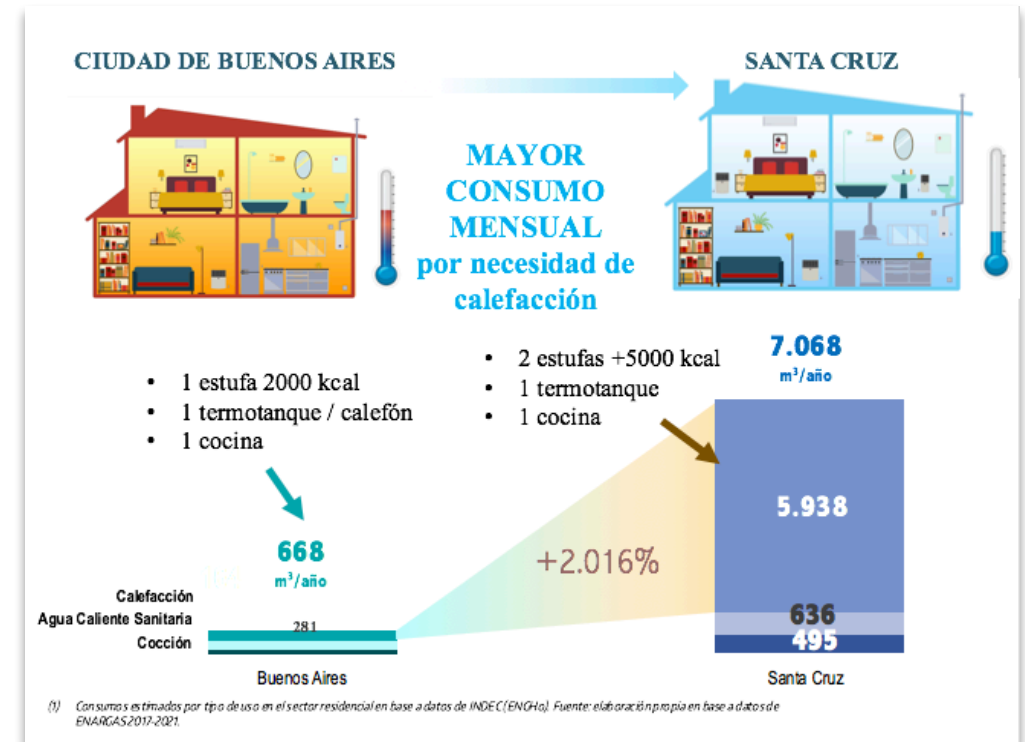 CIUDAD DE BUENOS AIRES
SANTA CRUZ
MAYOR
CONSUMO
MENSUAL
por necesidad de
calefacción
• 1 estufa 2000 kcal
• 1 termotanque / calefón
• 1 cocina
• 2 estufas +5000 kcal
• 1 termotanque
• 1 cocina
7.068
m³/año
5.938
636
495
+2.016%
668
m³/año
Calefacción
Agua Caliente Sanitaria
Cocción
281
Buenos Aires
Santa Cruz
(1) Consumos estimados por tipo de uso en el sector residencial en base a datos de INDEC (ENGHo). Fuente: elaboración propia en base a datos de
ENARGAS 2017-2021.